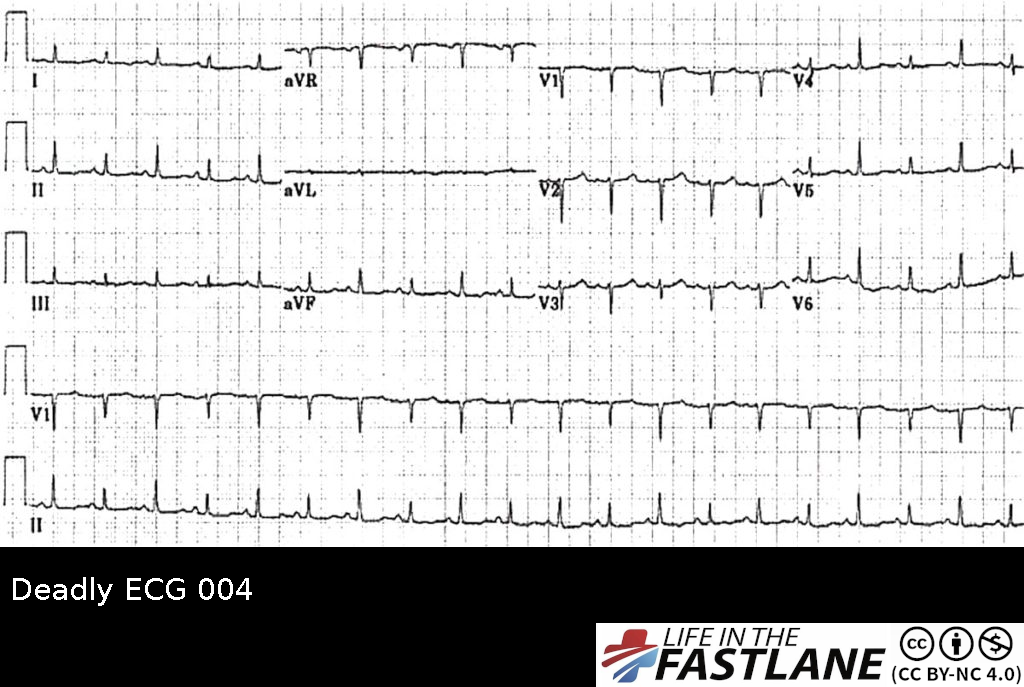 I aVR V1 V4
II aVL V2 V5
III aVF V3 V6
V1
II
Deadly ECG 004
LIFE IN THE
FASTLANE
cc
(CC BY-NC 4.0)